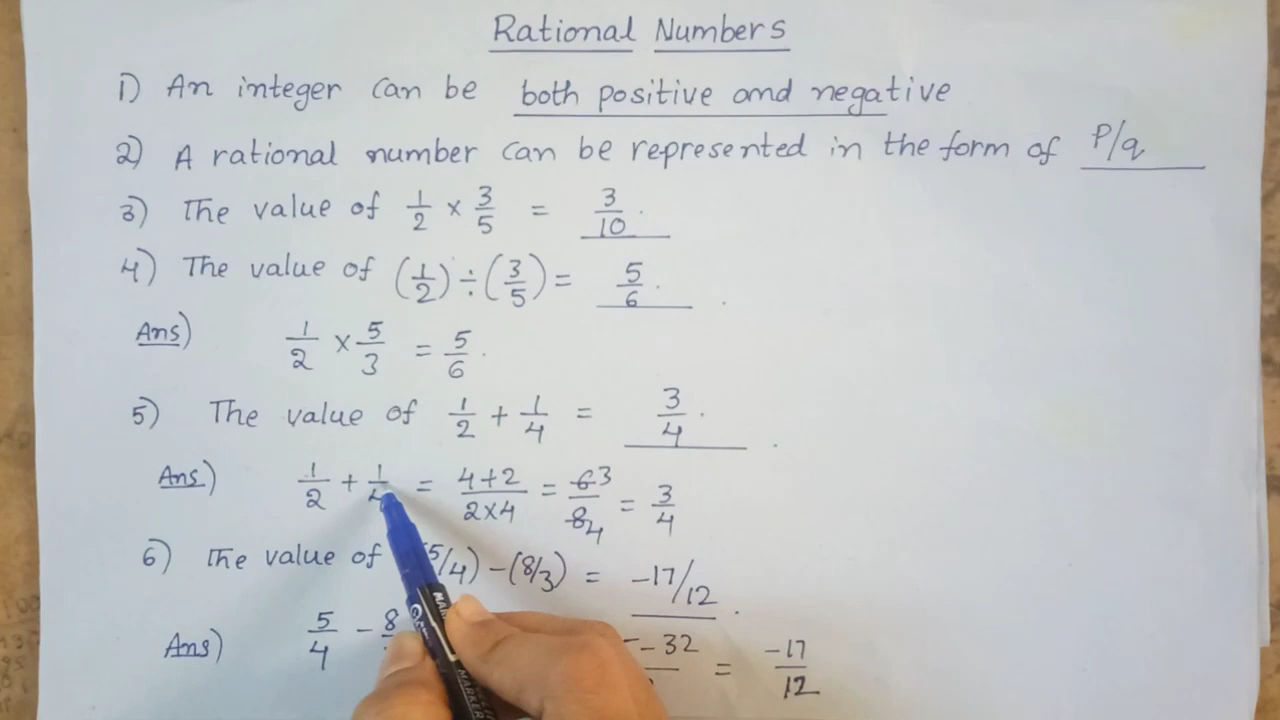 Rational Numbers
1) An integer can be both positive and negative
2) A rational number can be represented in the form of P/q
3) The value of 1/2 × 3/5 = 3/10.
4) The value of (1/2) ÷ (3/5) = 5/6.
Ans) 1/2 × 5/3 = 5/6.
5) The value of 1/2 + 1/4 = 3/4.
Ans) 1/2 + 1/4 = 4+2/2×4 = 6 3/8 4 = 3/4
6) The value of 5/4) - (8/3) = -17/12.
Ans) 5/4 - 8 - 32 = -17/12
MAR
MARKER